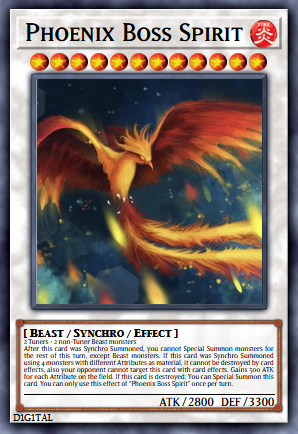 Phoenix Boss Spirit
炎
[ Beast / Synchro / Effect ]
2 Tuners + 2 non-Tuner Beast monsters
After this card was Synchro Summoned, you cannot Special Summon monsters for
the rest of this turn, except Beast monsters. If this card was Synchro Summoned
using 4 monsters with different Attributes as material, it cannot be destroyed by card
effects, also your opponent cannot target this card with card effects. Gains 500 ATK
for each Attribute on the field. If this card is destroyed: You can Special Summon this
card. You can only use this effect of "Phoenix Boss Spirit" once per turn.
ATK / 2800 DEF / 3300
D1G1TAL